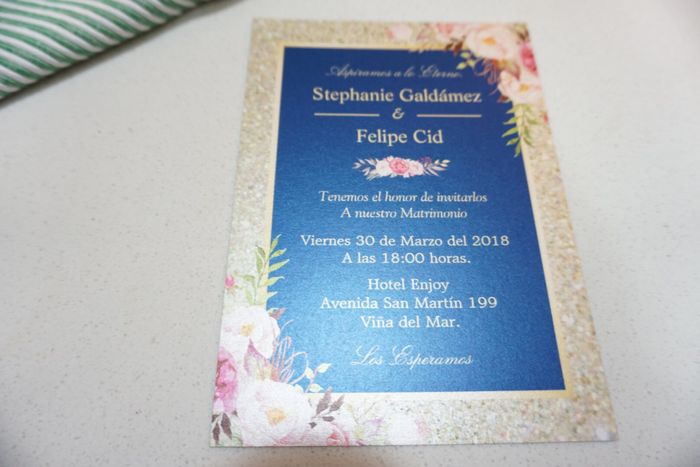 Aspiramos a lo Eterno.
Stephanie Galdámez
&
Felipe Cid
Tenemos el honor de invitarlos
A nuestro Matrimonio
Viernes 30 de Marzo del 2018
A las 18:00 horas.
Hotel Enjoy
Avenida San Martín 199
Viña del Mar.
Los Esperamos